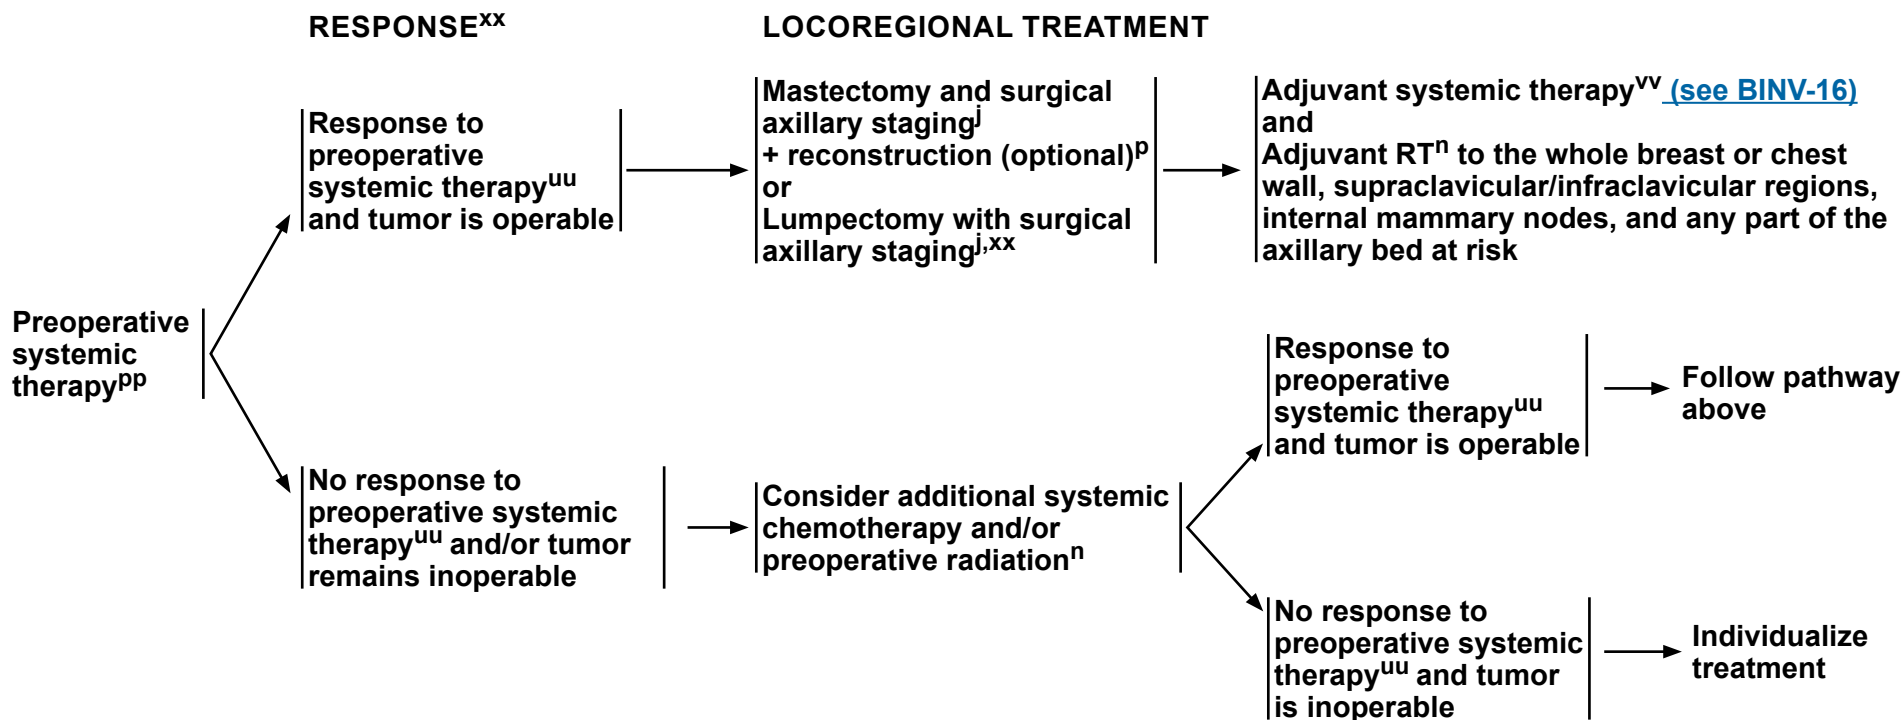 RESPONSExx
LOCOREGIONAL TREATMENT
Preoperative
systemic
therapypp
Response to
preoperative
systemic therapyuu
and tumor is operable
Mastectomy and surgical
axillary stagingj
+ reconstruction (optional)p
or
Lumpectomy with surgical
axillary stagingj,xx
Adjuvant systemic therapyvv (see BINV-16)
and
Adjuvant RTn to the whole breast or chest
wall, supraclavicular/infraclavicular regions,
internal mammary nodes, and any part of the
axillary bed at risk
No response to
preoperative systemic
therapyuu and/or tumor
remains inoperable
Consider additional systemic
chemotherapy and/or
preoperative radiationn
Response to
preoperative
systemic therapyuu
and tumor is operable
Follow pathway
above
No response to
preoperative systemic
therapyuu and tumor
is inoperable
Individualize
treatment